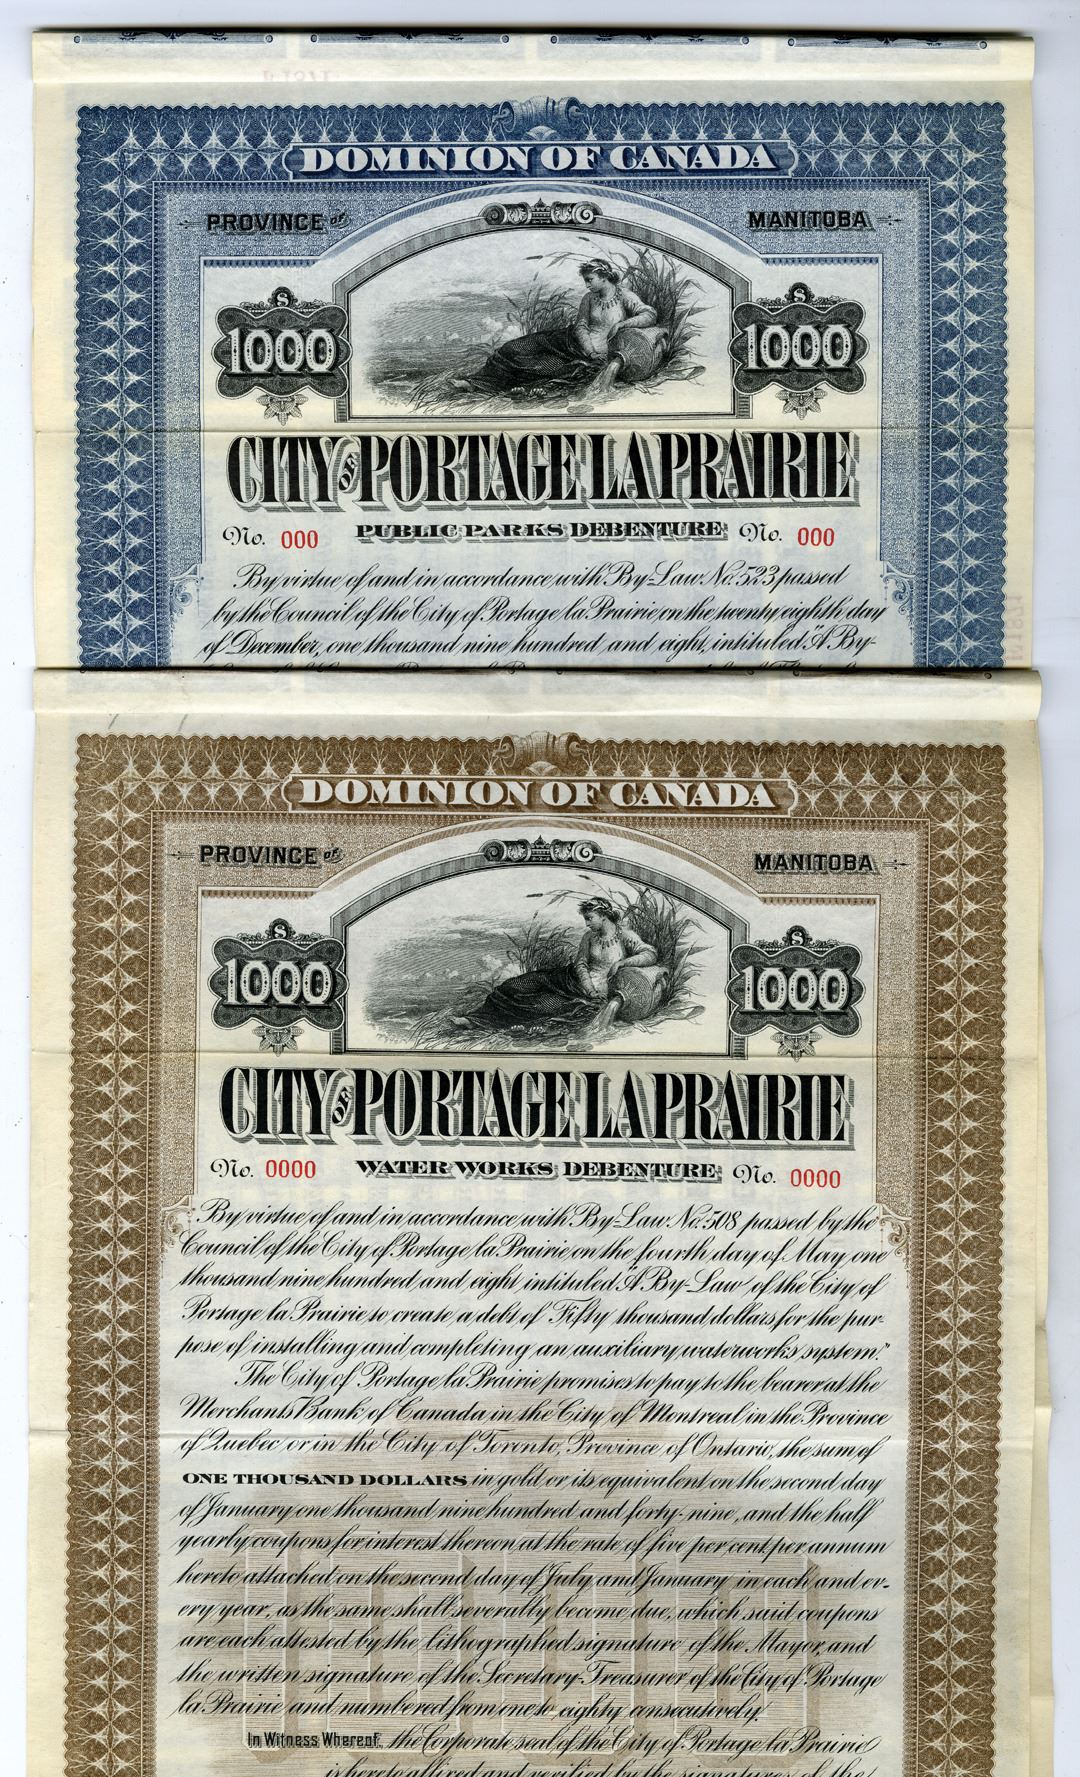 DOMINION OF CANADA
PROVINCE of MANITOBA
$ 1000 $ 1000
CITY OF PORTAGE LA PRAIRIE
No. 000 PUBLIC PARKS DEBENTURE No. 000
By virtue of and in accordance with By-Law No. 523 passed
by the Council of the City of Portage la Prairie on the twenty eighth day
of December, one thousand nine hundred and eight, intituled "A By-
DOMINION OF CANADA
PROVINCE of MANITOBA
$ 1000 $ 1000
CITY OF PORTAGE LA PRAIRIE
No. 0000 WATER WORKS DEBENTURE No. 0000
By virtue of and in accordance with By-Law No. 508 passed by the
Council of the City of Portage la Prairie on the fourth day of May one
thousand nine hundred and eight intituled "A By-Law of the City of
Portage la Prairie to create a debt of Fifty thousand dollars for the pur-
pose of installing and completing an auxiliary waterworks system."
The City of Portage la Prairie promises to pay to the bearer at the
Merchants Bank of Canada in the City of Montreal in the Province
of Quebec or in the City of Toronto, Province of Ontario, the sum of
ONE THOUSAND DOLLARS in gold or its equivalent on the second day
of January one thousand nine hundred and forty-nine, and the half
yearly coupons for interest thereon at the rate of five per cent per annum
hereto attached on the second day of July and January in each and ev-
ery year, as the same shall severally become due, which said coupons
are each attested by the lithographed signature of the Mayor, and
the written signature of the Secretary-Treasurer of the City of Portage
la Prairie and numbered from one to eighty consecutively.
In Witness Whereof, the Corporate seal of the City of Portage la Prairie
is hereto affixed and verified by the signatures of the